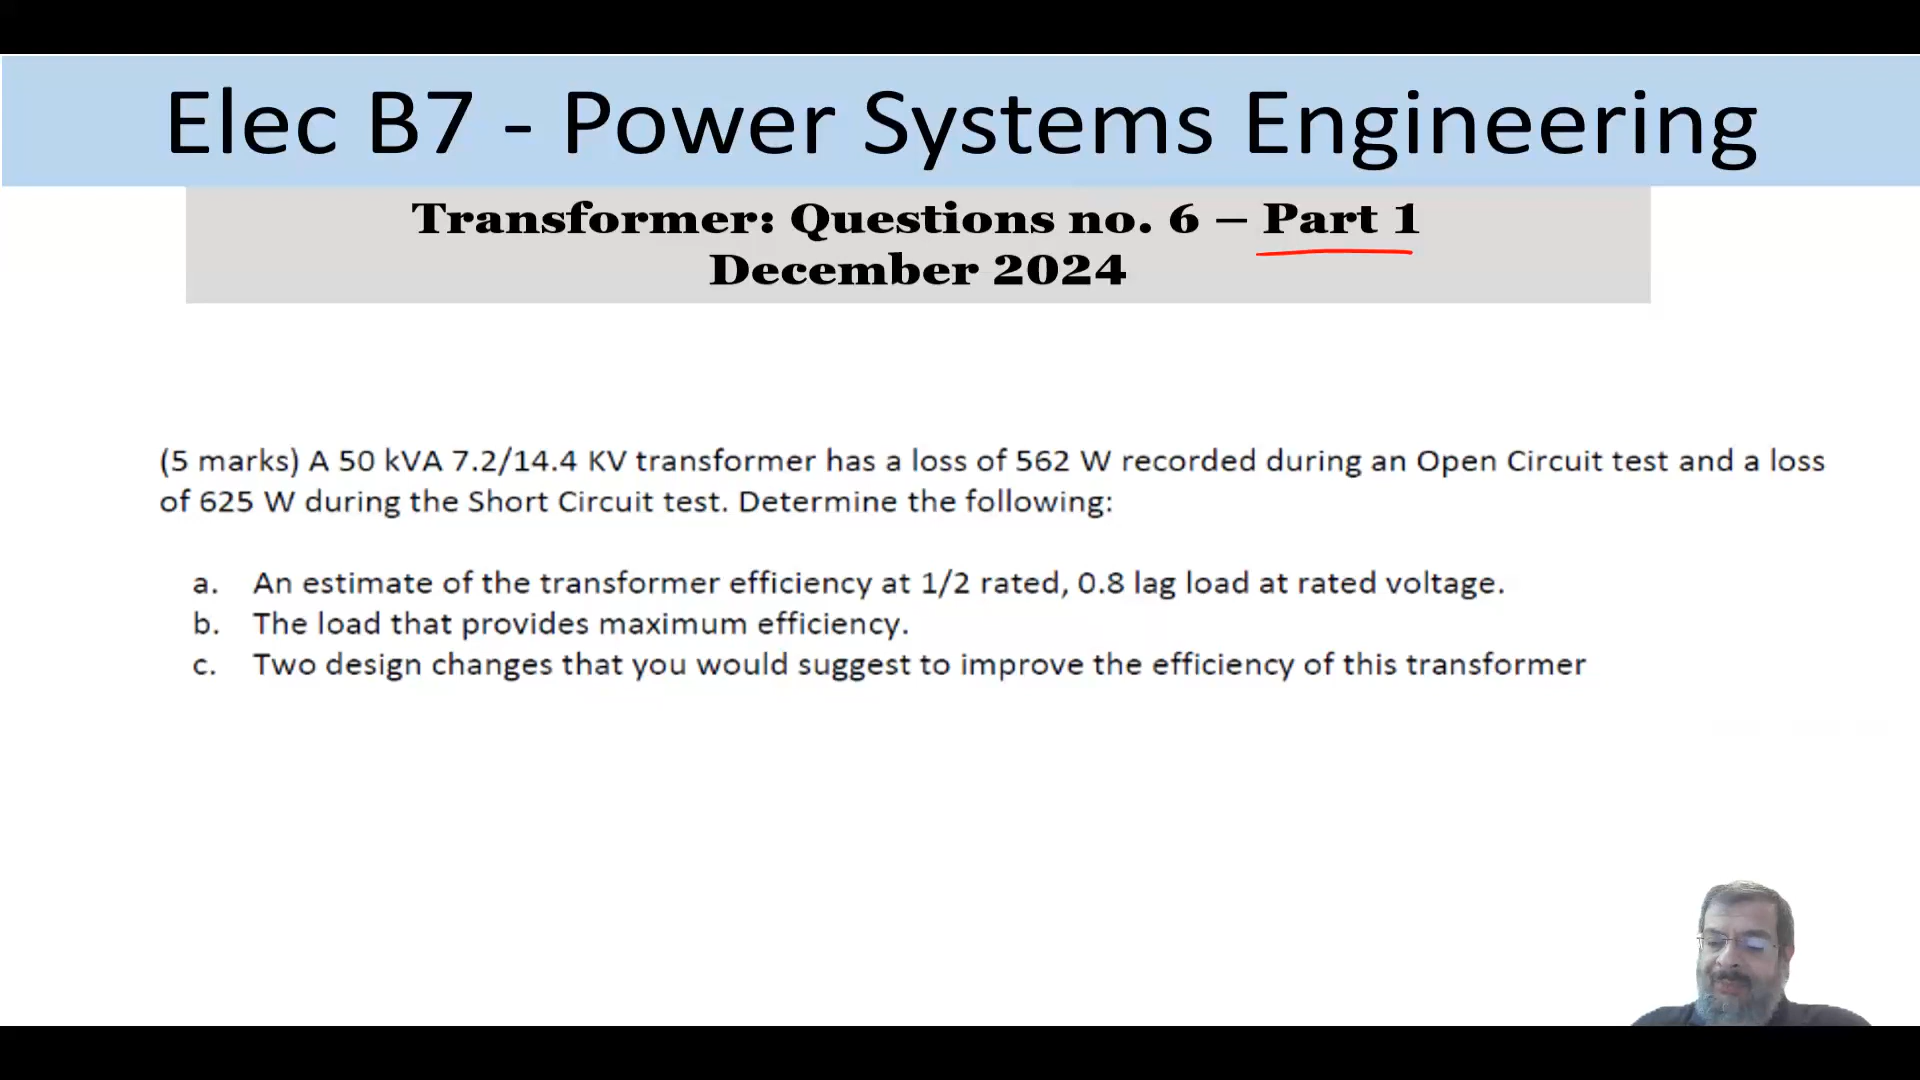 Elec B7 - Power Systems Engineering
Transformer: Questions no. 6 – Part 1
December 2024
(5 marks) A 50 kVA 7.2/14.4 KV transformer has a loss of 562 W recorded during an Open Circuit test and a loss
of 625 W during the Short Circuit test. Determine the following:
a. An estimate of the transformer efficiency at 1/2 rated, 0.8 lag load at rated voltage.
b. The load that provides maximum efficiency.
c. Two design changes that you would suggest to improve the efficiency of this transformer